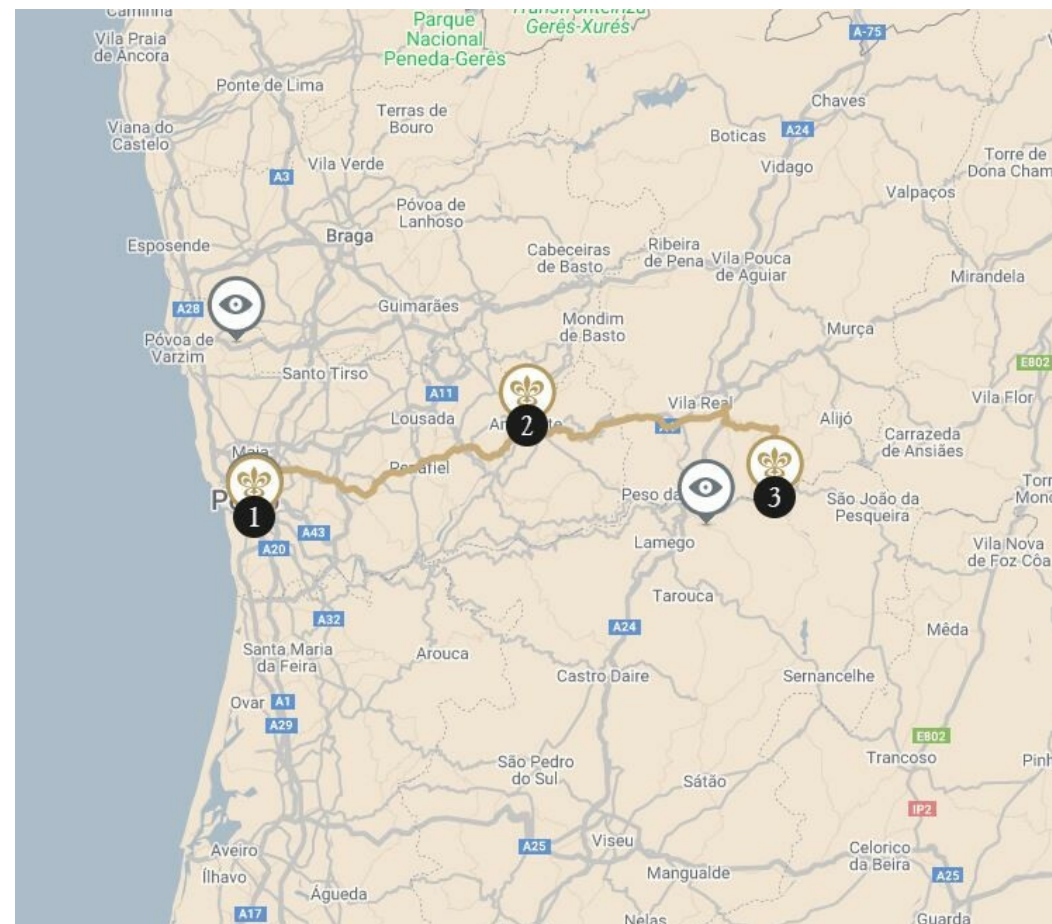 Caminha
Transfronteiriza
Gerês-Xurés
Parque
Nacional
Peneda-Gerês
A-75
Vila Praia
de Âncora
Ponte de Lima
Terras de
Bouro
Chaves
Viana do
Castelo
Boticas
A24
Vila Verde
Vidago
Torre de
Dona Cham
A3
Valpaços
Póvoa de
Lanhoso
Braga
Esposende
Cabeceiras
de Basto
Ribeira
de Pena
Vila Pouca
de Aguiar
Mirandela
A28
Guimarães
Mondim
de Basto
Póvoa de
Varzim
Murça
Santo Tirso
E802
A11
Vila Real
Vila Flor
Lousada
2
Alijó
Carrazeda
de Ansiães
Maia
Penafiel
Peso da
3
São João da
Pesqueira
1
A43
A20
Lamego
Vila Nova
de Foz Côa
Tarouca
A32
A24
Mêda
Santa Maria
da Feira
Arouca
Castro Daire
Sernancelhe
Ovar
A1
A29
E802
Trancoso
Pinh
São Pedro
do Sul
Sátão
IP2
Aveiro
Viseu
A25
Celorico
da Beira
Ílhavo
Mangualde
A25
Águeda
A17
Nelas
Guarda